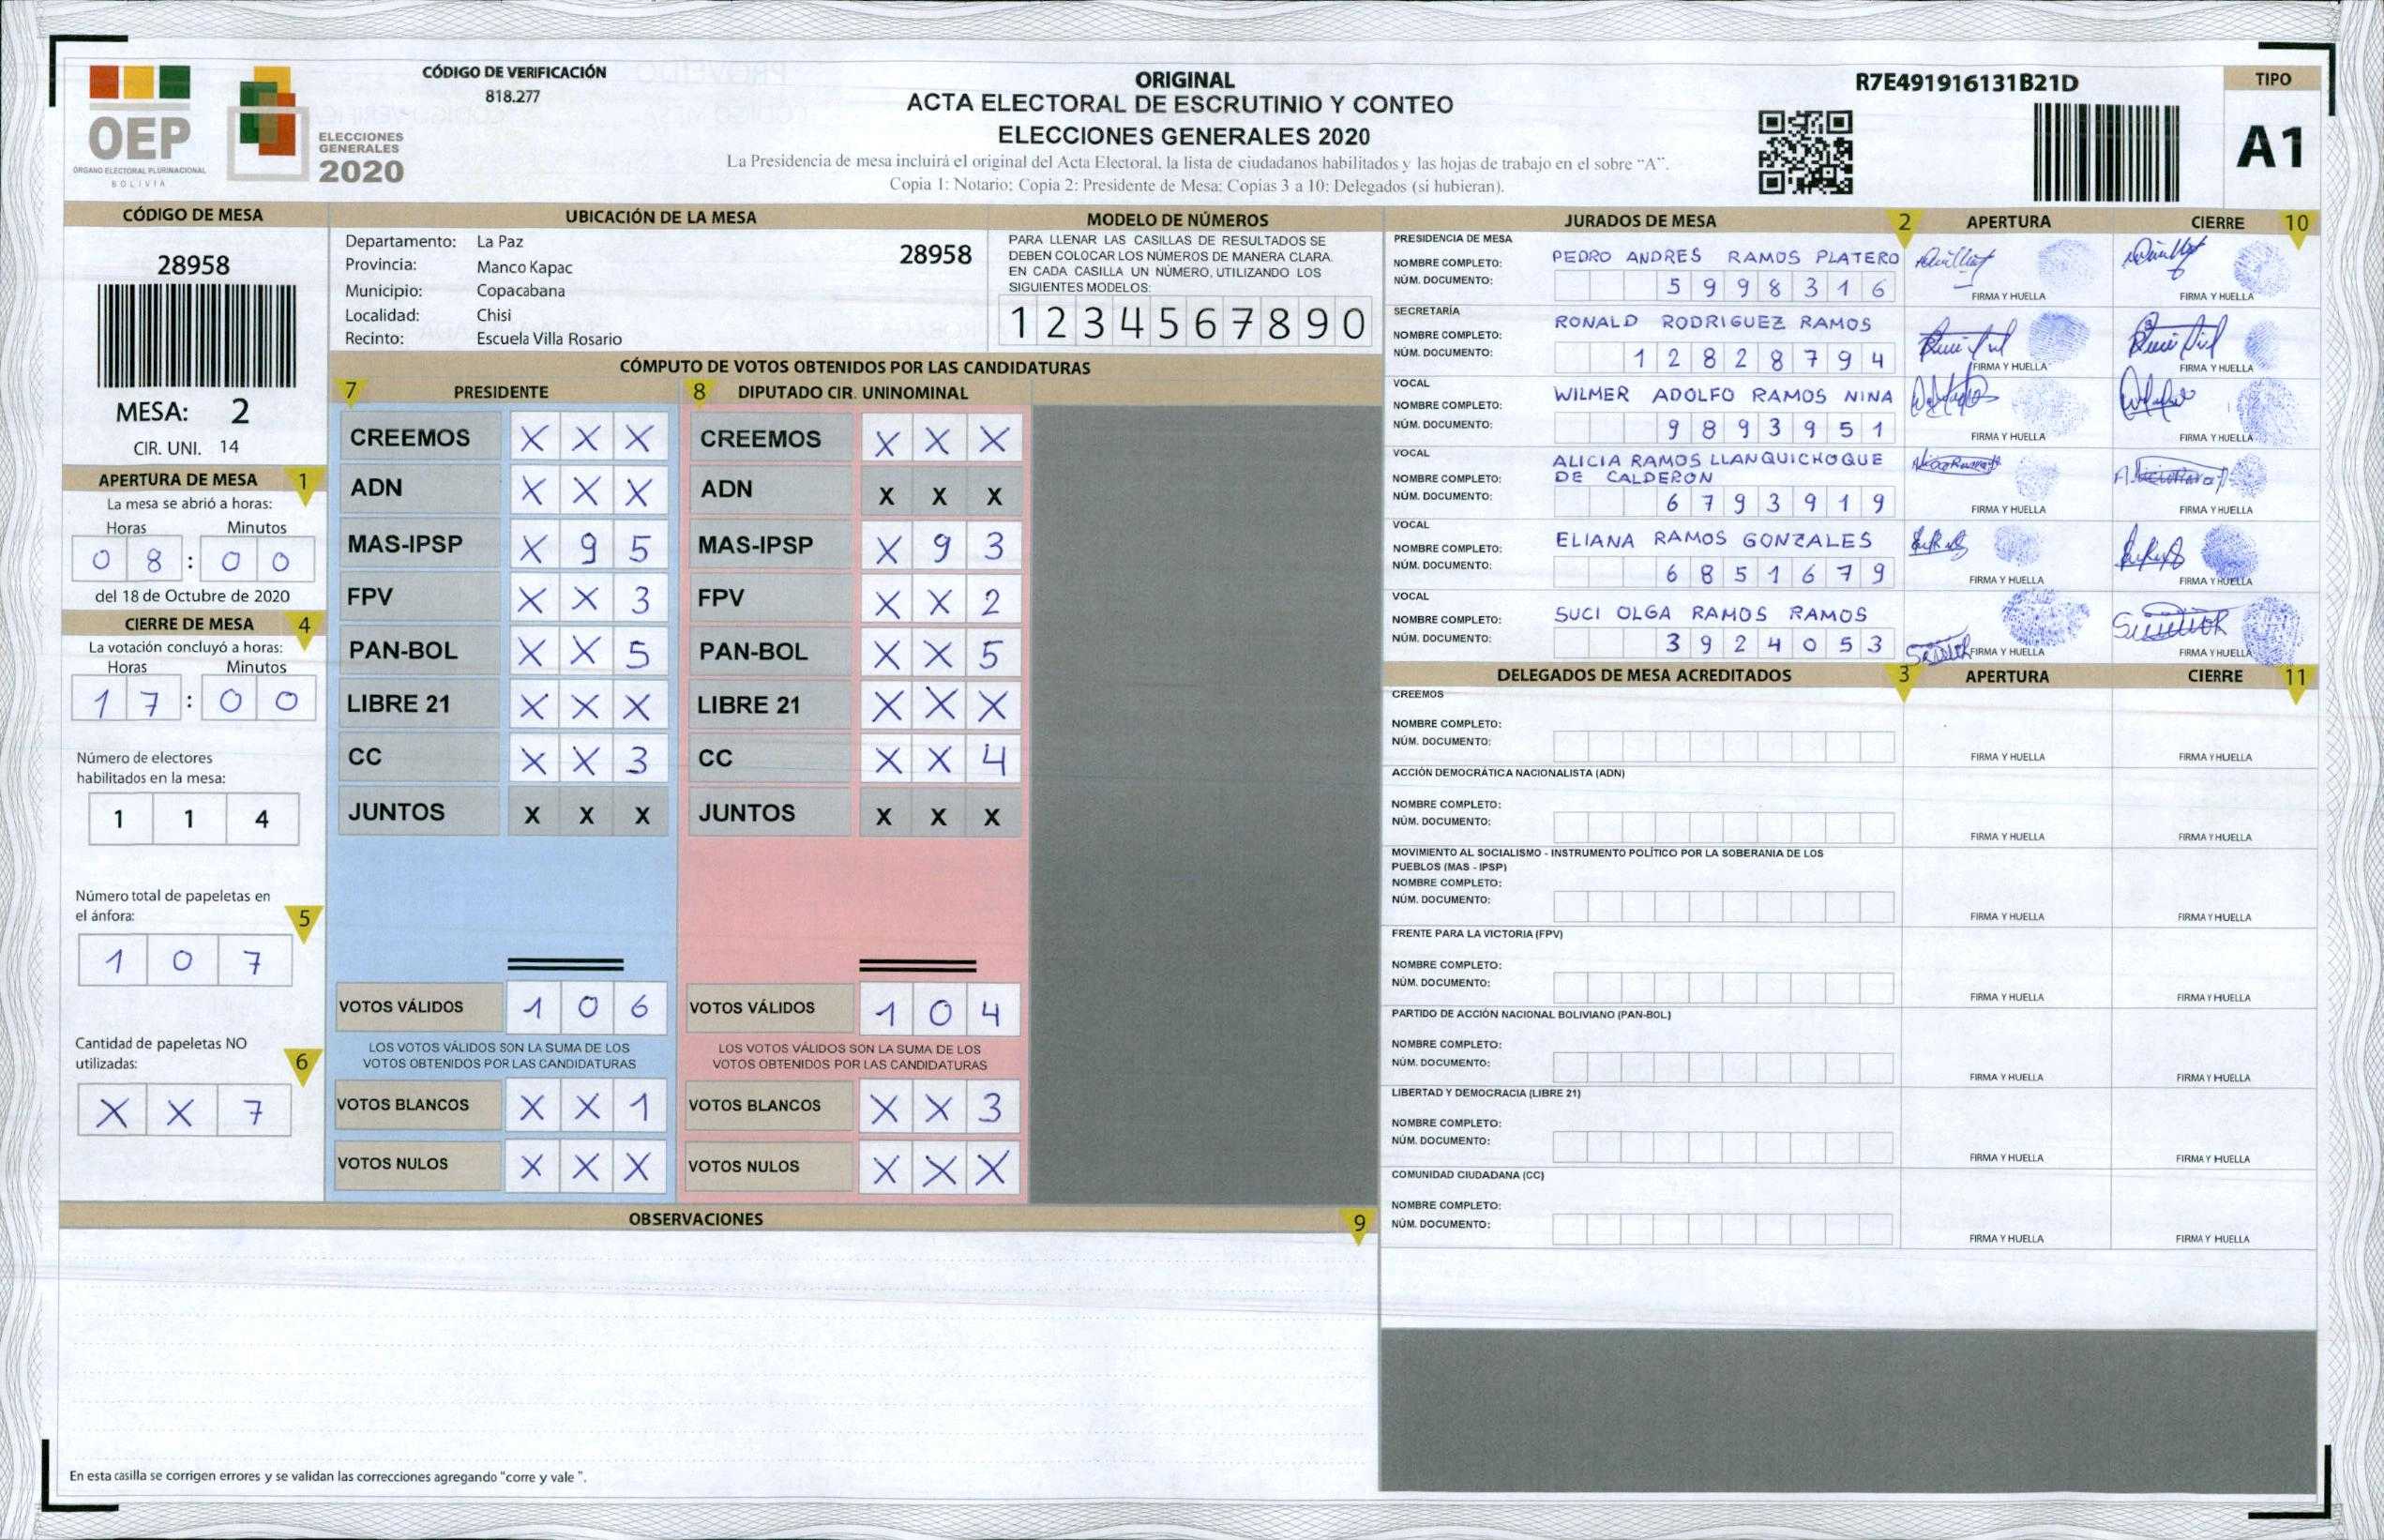 OEP
ÓRGANO ELECTORAL PLURINACIONAL
BOLIVIA
ELECCIONES
GENERALES
2020
CÓDIGO DE VERIFICACIÓN
818.277
ORIGINAL
ACTA ELECTORAL DE ESCRUTINIO Y CONTEO
ELECCIONES GENERALES 2020
La Presidencia de mesa incluirá el original del Acta Electoral, la lista de ciudadanos habilitados y las hojas de trabajo en el sobre "A".
Copia 1: Notario; Copia 2: Presidente de Mesa; Copias 3 a 10: Delegados (si hubieran).
R7E491916131B21D
TIPO
A1
CÓDIGO DE MESA
28958
MESA: 2
CIR. UNI. 14
APERTURA DE MESA 1
La mesa se abrió a horas:
Horas Minutos
0 8 : 0 0
del 18 de Octubre de 2020
CIERRE DE MESA 4
La votación concluyó a horas:
Horas Minutos
1 7 : 0 0
Número de electores
habilitados en la mesa:
1 1 4
Número total de papeletas en
el ánfora: 5
1 0 7
Cantidad de papeletas NO
utilizadas: 6
X X 7
UBICACIÓN DE LA MESA
Departamento: La Paz 28958
Provincia: Manco Kapac
Municipio: Copacabana
Localidad: Chisi
Recinto: Escuela Villa Rosario
MODELO DE NÚMEROS
PARA LLENAR LAS CASILLAS DE RESULTADOS SE
DEBEN COLOCAR LOS NÚMEROS DE MANERA CLARA.
EN CADA CASILLA UN NÚMERO, UTILIZANDO LOS
SIGUIENTES MODELOS:
1 2 3 4 5 6 7 8 9 0
CÓMPUTO DE VOTOS OBTENIDOS POR LAS CANDIDATURAS
7 PRESIDENTE
CREEMOS X X X
ADN X X X
MAS-IPSP X 9 5
FPV X X 3
PAN-BOL X X 5
LIBRE 21 X X X
CC X X 3
JUNTOS X X X
VOTOS VÁLIDOS 1 0 6
LOS VOTOS VÁLIDOS SON LA SUMA DE LOS
VOTOS OBTENIDOS POR LAS CANDIDATURAS
VOTOS BLANCOS X X 1
VOTOS NULOS X X X
8 DIPUTADO CIR. UNINOMINAL
CREEMOS X X X
ADN X X X
MAS-IPSP X 9 3
FPV X X 2
PAN-BOL X X 5
LIBRE 21 X X X
CC X X 4
JUNTOS X X X
VOTOS VÁLIDOS 1 0 4
LOS VOTOS VÁLIDOS SON LA SUMA DE LOS
VOTOS OBTENIDOS POR LAS CANDIDATURAS
VOTOS BLANCOS X X 3
VOTOS NULOS X X X
OBSERVACIONES 9
En esta casilla se corrigen errores y se validan las correcciones agregando "corre y vale ".
JURADOS DE MESA 2 APERTURA CIERRE 10
PRESIDENCIA DE MESA
NOMBRE COMPLETO: PEDRO ANDRES RAMOS PLATERO
NÚM. DOCUMENTO: 5 9 9 8 3 1 6
FIRMA Y HUELLA FIRMA Y HUELLA
SECRETARÍA
NOMBRE COMPLETO: RONALD RODRIGUEZ RAMOS
NÚM. DOCUMENTO: 1 2 8 2 8 7 9 4
FIRMA Y HUELLA FIRMA Y HUELLA
VOCAL
NOMBRE COMPLETO: WILMER ADOLFO RAMOS NINA
NÚM. DOCUMENTO: 9 8 9 3 9 5 1
FIRMA Y HUELLA FIRMA Y HUELLA
VOCAL
NOMBRE COMPLETO: ALICIA RAMOS LLANQUICHOQUE
DE CALDERON
NÚM. DOCUMENTO: 6 7 9 3 9 1 9
FIRMA Y HUELLA FIRMA Y HUELLA
VOCAL
NOMBRE COMPLETO: ELIANA RAMOS GONZALES
NÚM. DOCUMENTO: 6 8 5 1 6 7 9
FIRMA Y HUELLA FIRMA Y HUELLA
VOCAL
NOMBRE COMPLETO: SUCI OLGA RAMOS RAMOS
NÚM. DOCUMENTO: 3 9 2 4 0 5 3
FIRMA Y HUELLA FIRMA Y HUELLA
DELEGADOS DE MESA ACREDITADOS 3 APERTURA CIERRE 11
CREEMOS
NOMBRE COMPLETO:
NÚM. DOCUMENTO:
FIRMA Y HUELLA FIRMA Y HUELLA
ACCIÓN DEMOCRÁTICA NACIONALISTA (ADN)
NOMBRE COMPLETO:
NÚM. DOCUMENTO:
FIRMA Y HUELLA FIRMA Y HUELLA
MOVIMIENTO AL SOCIALISMO - INSTRUMENTO POLÍTICO POR LA SOBERANIA DE LOS
PUEBLOS (MAS - IPSP)
NOMBRE COMPLETO:
NÚM. DOCUMENTO:
FIRMA Y HUELLA FIRMA Y HUELLA
FRENTE PARA LA VICTORIA (FPV)
NOMBRE COMPLETO:
NÚM. DOCUMENTO:
FIRMA Y HUELLA FIRMA Y HUELLA
PARTIDO DE ACCIÓN NACIONAL BOLIVIANO (PAN-BOL)
NOMBRE COMPLETO:
NÚM. DOCUMENTO:
FIRMA Y HUELLA FIRMA Y HUELLA
LIBERTAD Y DEMOCRACIA (LIBRE 21)
NOMBRE COMPLETO:
NÚM. DOCUMENTO:
FIRMA Y HUELLA FIRMA Y HUELLA
COMUNIDAD CIUDADANA (CC)
NOMBRE COMPLETO:
NÚM. DOCUMENTO:
FIRMA Y HUELLA FIRMA Y HUELLA